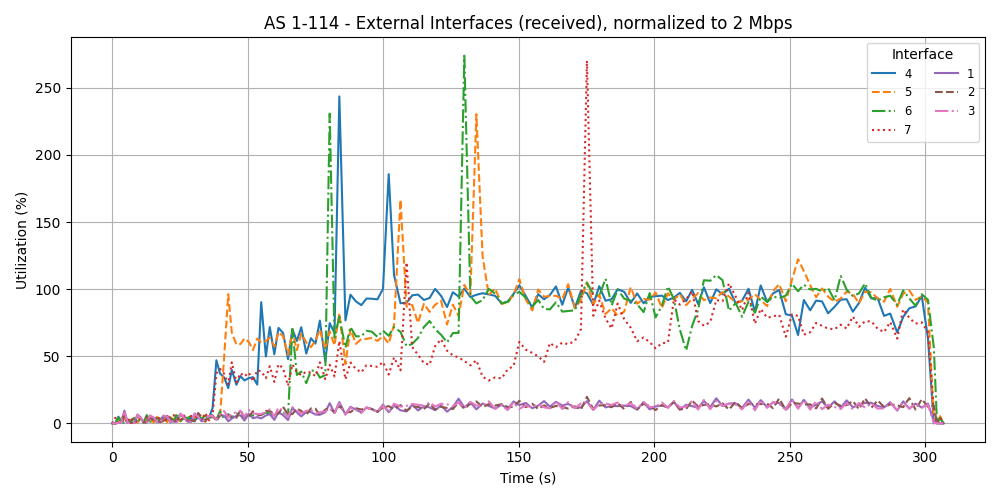 AS 1-114 - External Interfaces (received), normalized to 2 Mbps
Interface
4 1
5 2
6 3
7
Utilization (%)
250
200
150
100
50
0
0 50 100 150 200 250 300
Time (s)